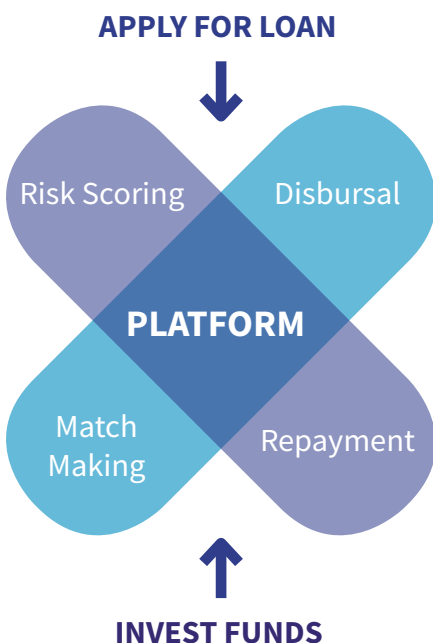 APPLY FOR LOAN
Risk Scoring
Disbursal
PLATFORM
Match
Making
Repayment
INVEST FUNDS